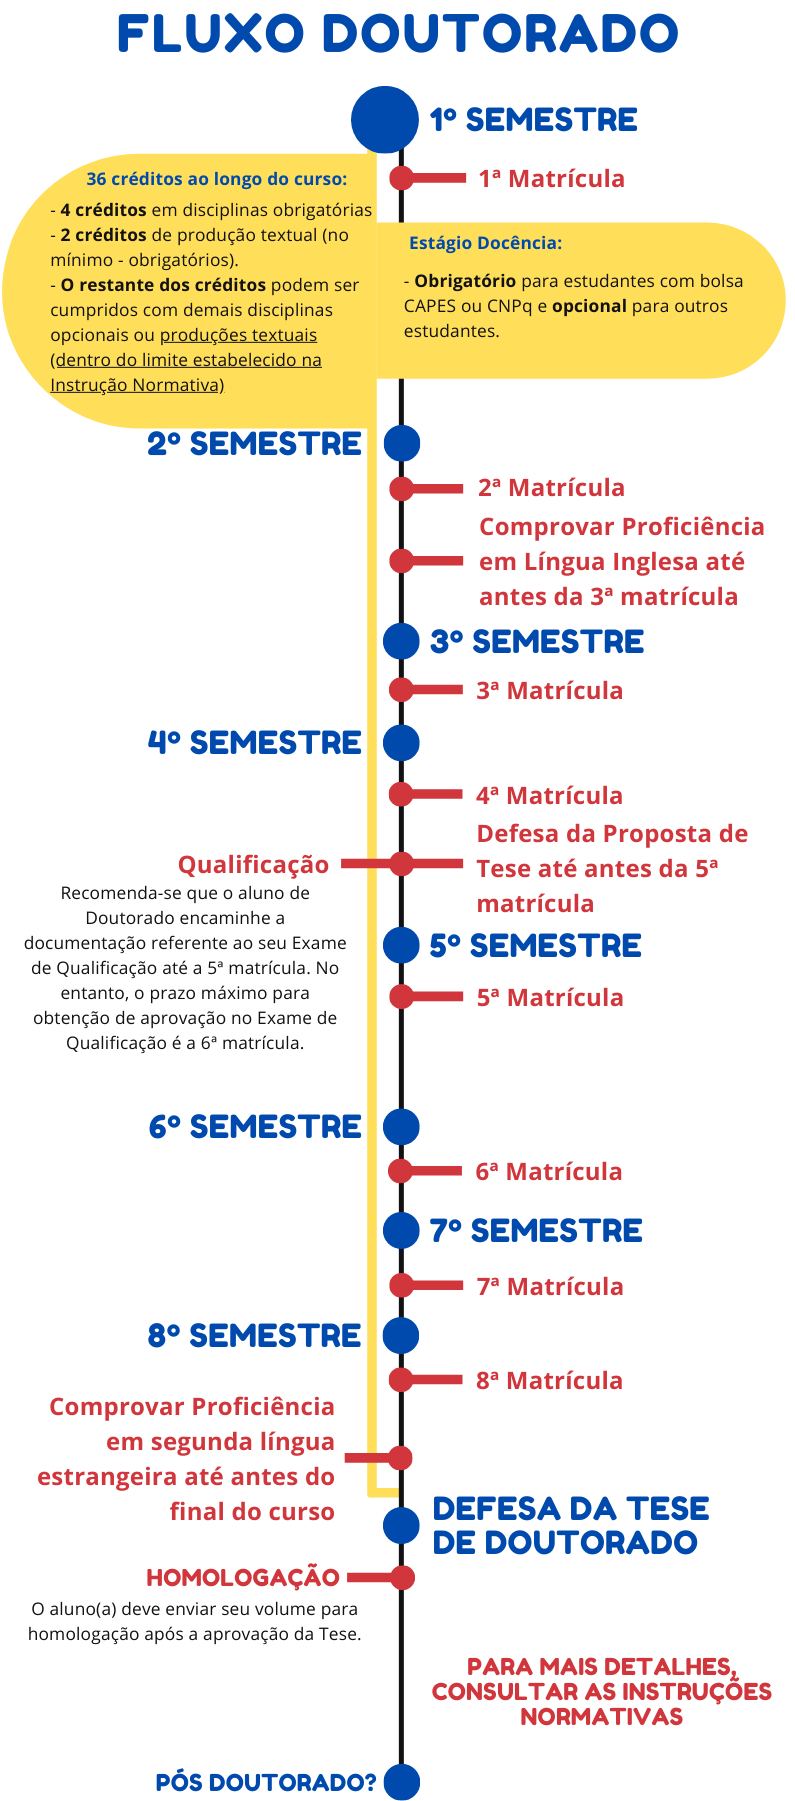 FLUXO DOUTORADO
1º SEMESTRE
1ª Matrícula
36 créditos ao longo do curso:
- 4 créditos em disciplinas obrigatórias
- 2 créditos de produção textual (no
mínimo - obrigatórios).
- O restante dos créditos podem ser
cumpridos com demais disciplinas
opcionais ou produções textuais
(dentro do limite estabelecido na
Instrução Normativa)
Estágio Docência:
- Obrigatório para estudantes com bolsa
CAPES ou CNPq e opcional para outros
estudantes.
2º SEMESTRE
2ª Matrícula
Comprovar Proficiência
em Língua Inglesa até
antes da 3ª matrícula
3º SEMESTRE
3ª Matrícula
4º SEMESTRE
4ª Matrícula
Defesa da Proposta de
Tese até antes da 5ª
matrícula
Qualificação
Recomenda-se que o aluno de
Doutorado encaminhe a
documentação referente ao seu Exame
de Qualificação até a 5ª matrícula. No
entanto, o prazo máximo para
obtenção de aprovação no Exame de
Qualificação é a 6ª matrícula.
5º SEMESTRE
5ª Matrícula
6º SEMESTRE
6ª Matrícula
7º SEMESTRE
7ª Matrícula
8º SEMESTRE
8ª Matrícula
Comprovar Proficiência
em segunda língua
estrangeira até antes do
final do curso
DEFESA DA TESE
DE DOUTORADO
HOMOLOGAÇÃO
O aluno(a) deve enviar seu volume para
homologação após a aprovação da Tese.
PARA MAIS DETALHES,
CONSULTAR AS INSTRUÇÕES
NORMATIVAS
PÓS DOUTORADO?